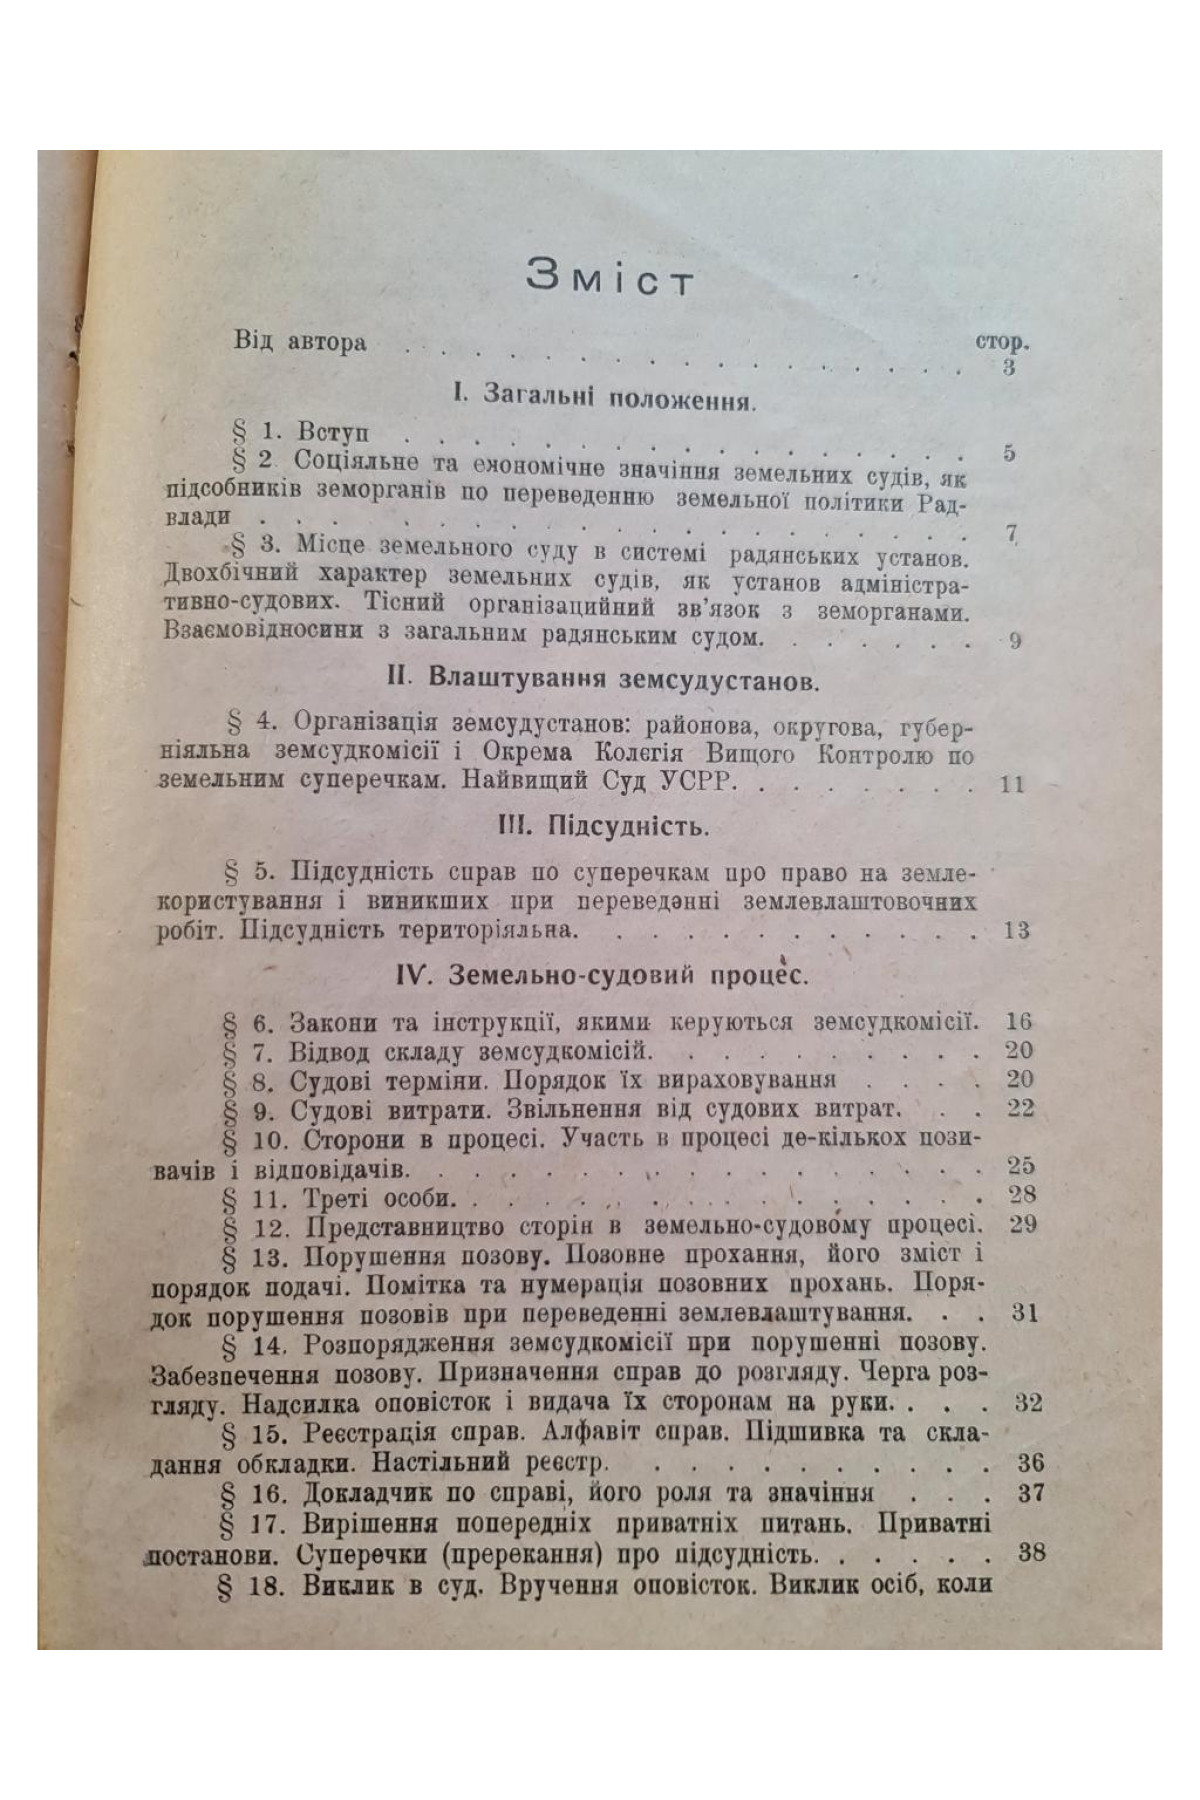 Зміст
Від автора . . . . . . . . . . . . . . . . стор.
3
I. Загальні положення.
§ 1. Вступ . . . . . . . . . . . . . . . 5
§ 2. Соціяльне та економічне значіння земельних судів, як
підсобників земорганів по переведенню земельної політики Рад-
влади . . . . . . . . . . . . . . . . . 7
§ 3. Місце земельного суду в системі радянських установ.
Двохбічний характер земельних судів, як установ адміністра-
тивно-судових. Тісний організацийний зв’язок з земорганами.
Взаємовідносини з загальним радянським судом. . . . . . . . 9
II. Влаштування земсудустанов.
§ 4. Організація земсудустанов: районова, округова, губер-
ніяльна земсудкомісії і Окрема Колегія Вищого Контролю по
земельним суперечкам. Найвищий Суд УСРР. . . . . . . . 11
III. Підсудність.
§ 5. Підсудність справ по суперечкам про право на земле-
користування і виникших при переведэнні землевлаштовочних
робіт. Підсудність територіяльна. . . . . . . . . . . . 13
IV. Земельно-судовий процес.
§ 6. Закони та інструкції, якими керуються земсудкомісії. 16
§ 7. Відвод складу земсудкомісій. . . . . . . . . . 20
§ 8. Судові терміни. Порядок їх вираховування . . . . 20
§ 9. Судові витрати. Звільнення від судових витрат. . . 22
§ 10. Сторони в процесі. Участь в процесі де-кількох пози-
вачів і відповідачів. . . . . . . . . . . . . . . . 25
§ 11. Треті особи. . . . . . . . . . . . . . . . 28
§ 12. Представництво сторін в земельно-судовому процесі. 29
§ 13. Порушення позову. Позовне прохання, його зміст і
порядок подачі. Помітка та нумерація позовних прохань. Поря-
док порушення позовів при переведенні землевлаштування. . . 31
§ 14. Розпорядження земсудкомісії при порушенні позову.
Забезпечення позову. Призначення справ до розгляду. Черга роз-
гляду. Надсилка оповісток і видача їх сторонам на руки. . . . 32
§ 15. Реєстрація справ. Алфавіт справ. Підшивка та скла-
дання обкладки. Настільний реєстр. . . . . . . . . . . 36
§ 16. Докладчик по справі, його роля та значіння . . . 37
§ 17. Вирішення попередніх приватніх питань. Приватні
постанови. Суперечки (пререкання) про підсудність. . . . . . 38
§ 18. Виклик в суд. Вручення оповісток. Виклик осіб, коли